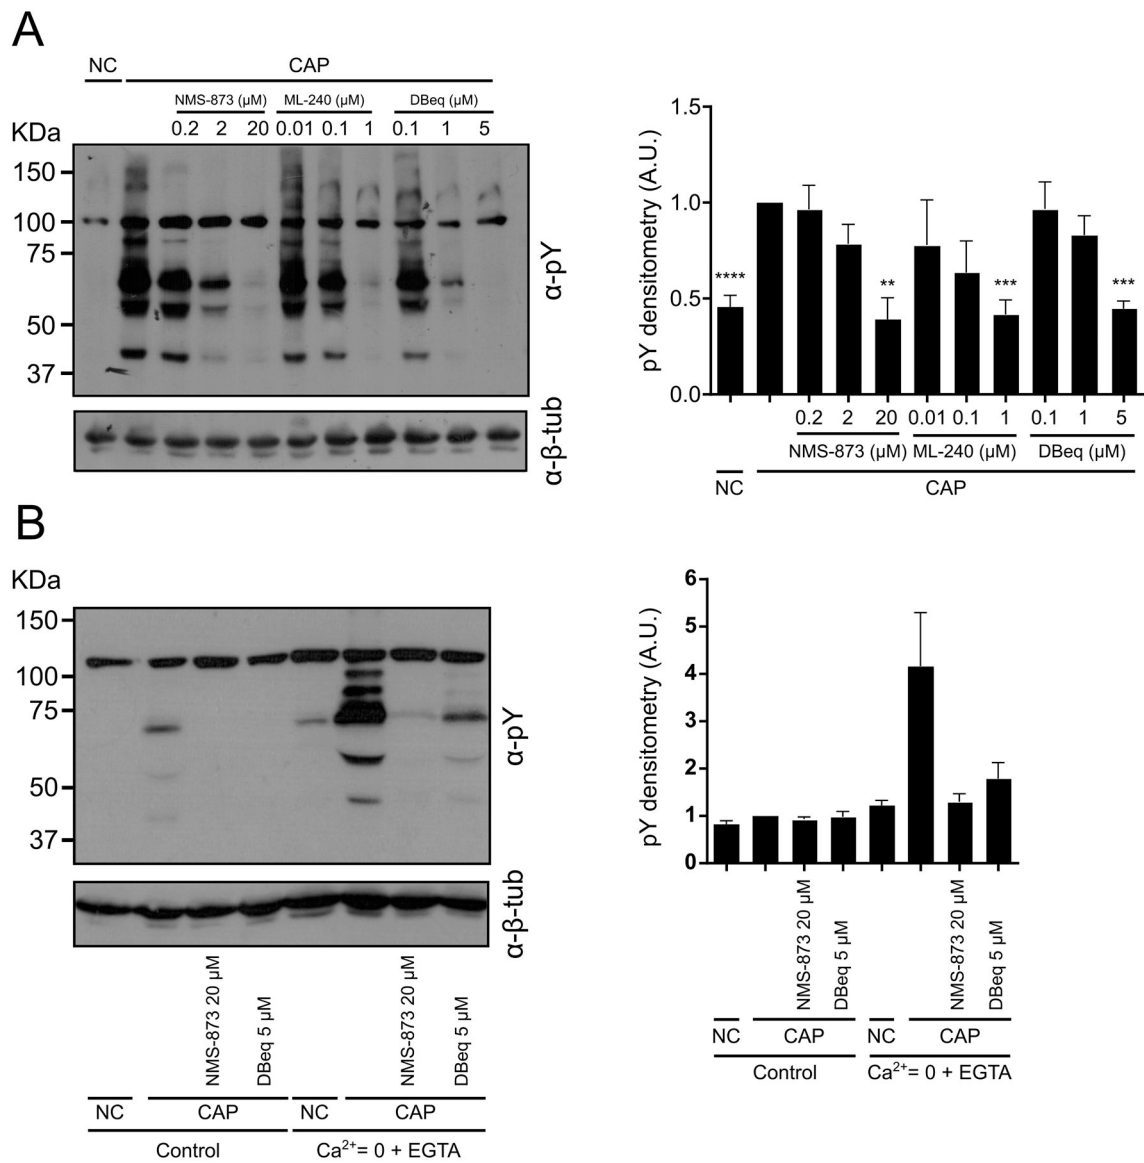 A
NC CAP
NMS-873 (µM) ML-240 (µM) DBeq (µM)
KDa 0.2 2 20 0.01 0.1 1 0.1 1 5
150
100
75
50
37
α-pY
α-β-tub
pY densitometry (A.U.)
1.5
1.0
0.5
0.0
**** ** *** ***
0.2 2 20 0.01 0.1 1 0.1 1 5
NMS-873 (µM) ML-240 (µM) DBeq (µM)
NC CAP
B
KDa
150
100
75
50
37
α-pY
α-β-tub
NMS-873 20 µM
DBeq 5 µM
NMS-873 20 µM
DBeq 5 µM
NC CAP NC CAP
Control Ca²⁺= 0 + EGTA
pY densitometry (A.U.)
6
5
4
3
2
1
0
NMS-873 20 µM
DBeq 5 µM
NMS-873 20 µM
DBeq 5 µM
NC CAP NC CAP
Control Ca²⁺= 0 + EGTA